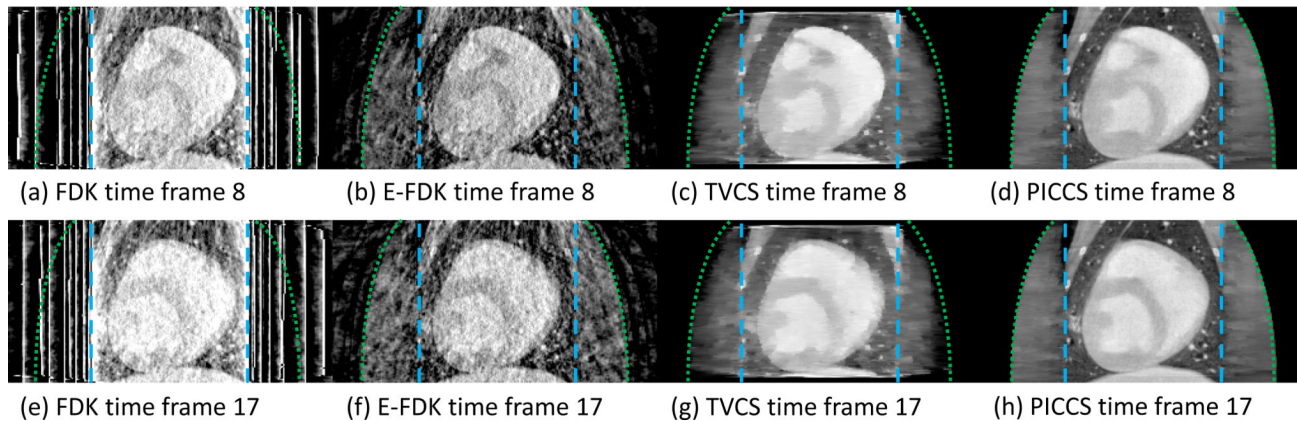 (a) FDK time frame 8 (b) E-FDK time frame 8 (c) TVCS time frame 8 (d) PICCS time frame 8
(e) FDK time frame 17 (f) E-FDK time frame 17 (g) TVCS time frame 17 (h) PICCS time frame 17